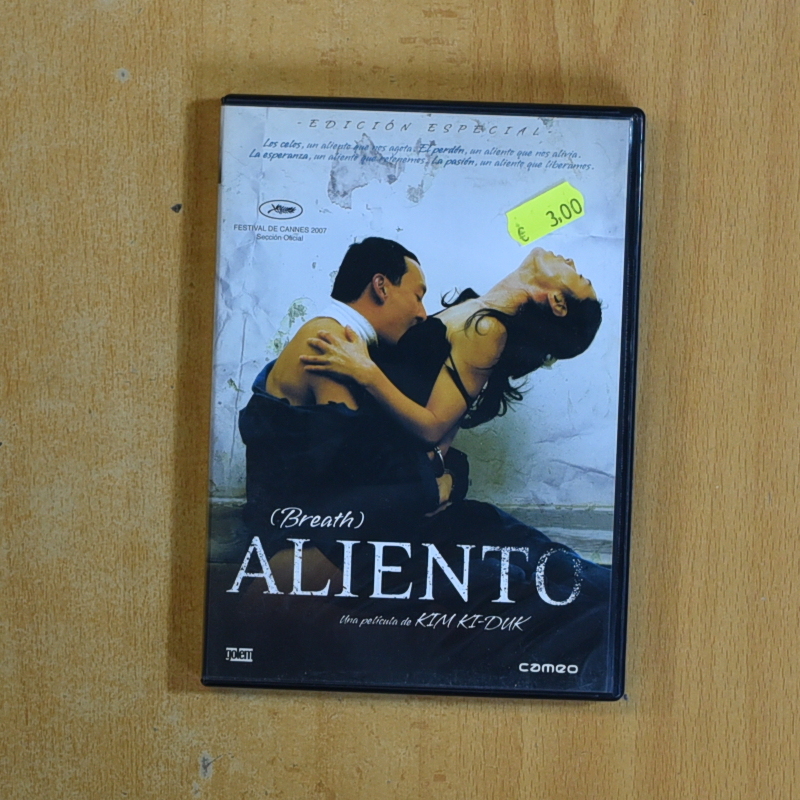 - EDICIÓN ESPECIAL -
Los celos, un aliento que nos agota. El perdón, un aliento que nos alivia.
La esperanza, un aliento que retenemos. La pasión, un aliento que liberamos.
€ 3,00
FESTIVAL DE CANNES 2007
Sección Oficial
(Breath)
ALIENTO
Una película de KIM KI-DUK
golem
cameo